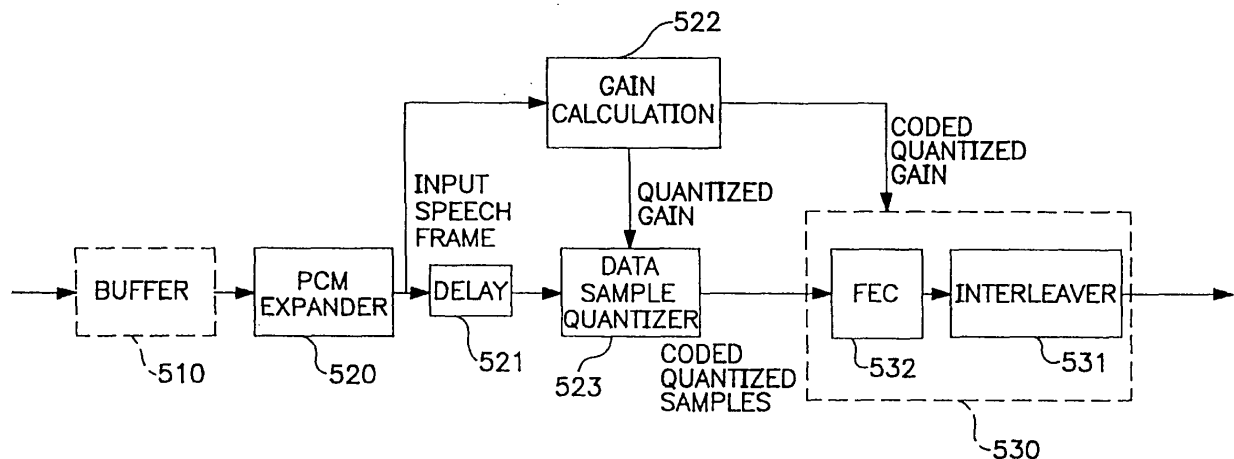 522
GAIN
CALCULATION
CODED
QUANTIZED
GAIN
INPUT
SPEECH
FRAME
QUANTIZED
GAIN
BUFFER
510
PCM
EXPANDER
520
DELAY
521
DATA
SAMPLE
QUANTIZER
523
CODED
QUANTIZED
SAMPLES
FEC
532
INTERLEAVER
531
530